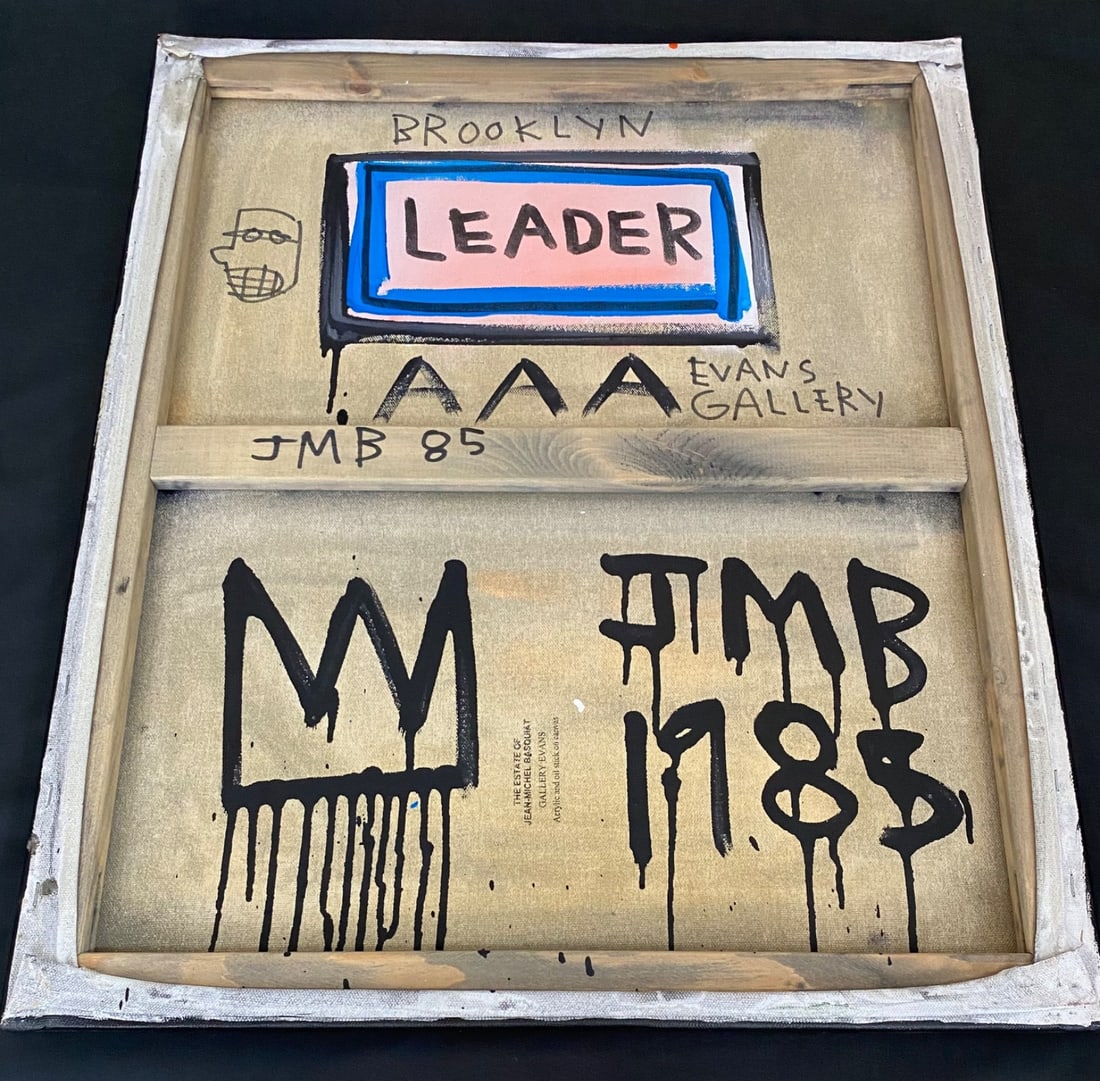 BROOKLYN
LEADER
AAA
EVANS
GALLERY
JMB 85
JMB
1985
THE ESTATE OF
JEAN-MICHEL BASQUIAT
GALLERY EVANS
Acrylic and oil stick on canvas